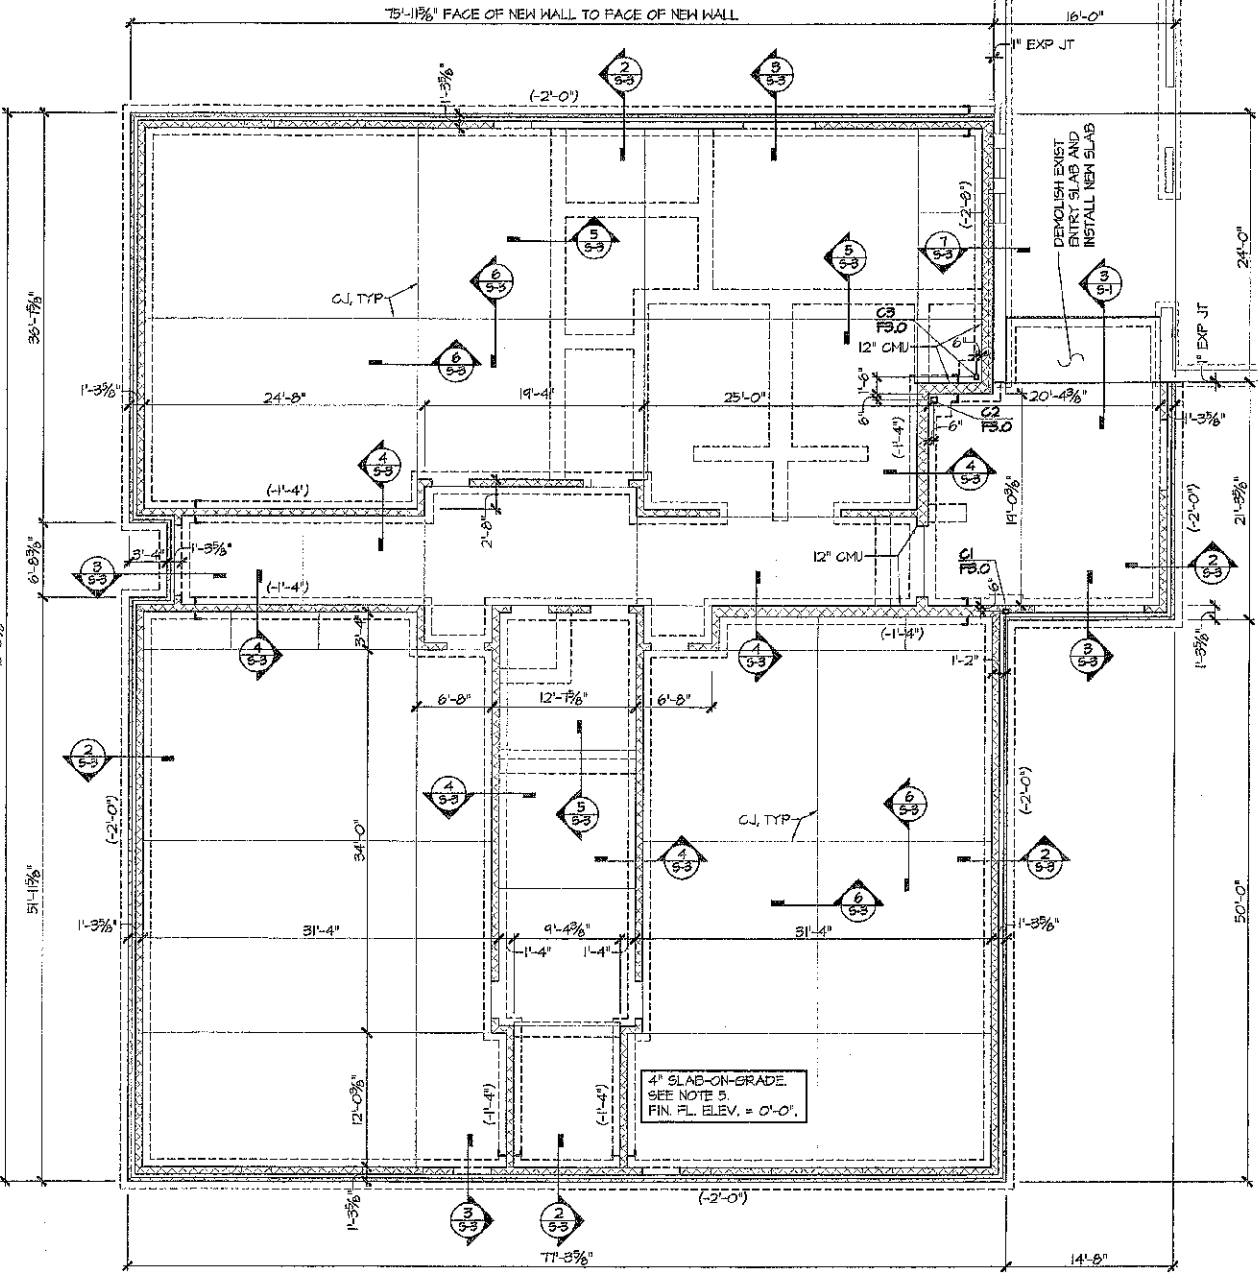 75'-11⅝" FACE OF NEW WALL TO FACE OF NEW WALL
16'-0"
1" EXP JT
2
S-3
3
S-3
1'-3⅝"
(-2'-0")
DEMOLISH EXIST
ENTRY SLAB AND
INSTALL NEW SLAB
(-2'-8")
24'-0"
5
S-3
7
S-3
5
S-3
6
S-3
3
S-1
CJ, TYP
C3
F3.0
12" CMU
6"
1" EXP JT
6
S-3
1'-3⅝"
24'-8"
19'-4"
25'-0"
1'-6"
6"
20'-4⅜"
C2
F3.0
6"
1'-3⅝"
(-1'-4")
4
S-3
4
S-3
(-1'-4")
2'-8"
19'-0⅜"
(-2'-0")
21'-3⅝"
6'-8⅜"
3'-4"
1'-3⅝"
12" CMU
C1
F3.0
6"
3
S-3
(-1'-4")
2
S-3
4
S-3
3'-4"
4
S-3
(-1'-4")
1'-2"
3
S-3
1'-3⅝"
6'-8"
12'-7⅝"
6'-8"
2
S-3
4
S-3
5
S-3
6
S-3
(-2'-0")
(-2'-0")
CJ, TYP
34'-0"
4
S-3
2
S-3
51'-11⅝"
6
S-3
50'-0"
1'-3⅝"
31'-4"
9'-4⅜"
31'-4"
1'-3⅝"
1'-4"
1'-4"
12'-0⅜"
(-1'-4")
(-1'-4")
4" SLAB-ON-GRADE.
SEE NOTE 5.
FIN. FL. ELEV. = 0'-0".
1'-3⅝"
3
S-3
2
S-3
(-2'-0")
77'-3⅝"
14'-8"